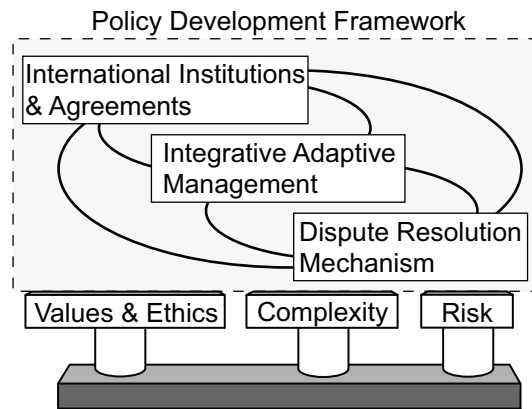 Policy Development Framework
International Institutions
& Agreements
Integrative Adaptive
Management
Dispute Resolution
Mechanism
Values & Ethics
Complexity
Risk